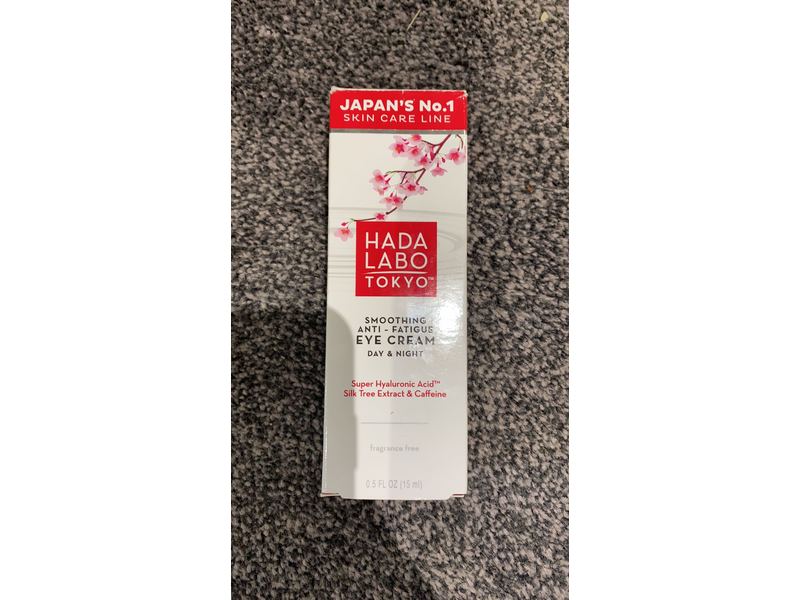 JAPAN'S No.1
SKIN CARE LINE
HADA
LABO
TOKYO™
SMOOTHING
ANTI - FATIGUE
EYE CREAM
DAY & NIGHT
Super Hyaluronic Acid™
Silk Tree Extract & Caffeine
fragrance free
0.5 FL OZ (15 ml)